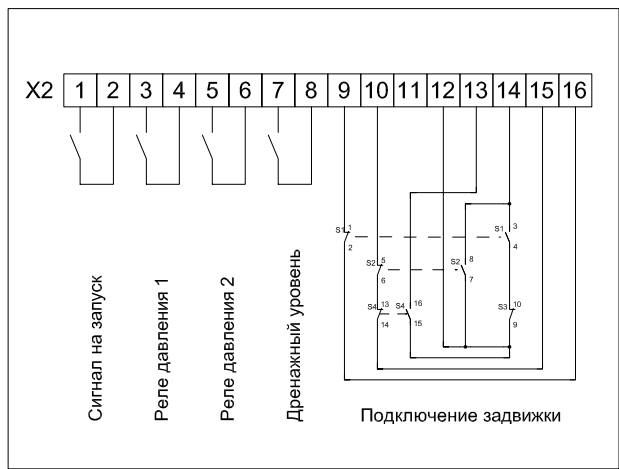 X2 1 2 3 4 5 6 7 8 9 10 11 12 13 14 15 16
S1 1 2
S1 3 4
S2 5 6
S2 8 7
S4 13 14
S4 16 15
S3 10 9
Сигнал на запуск
Реле давления 1
Реле давления 2
Дренажный уровень
Подключение задвижки